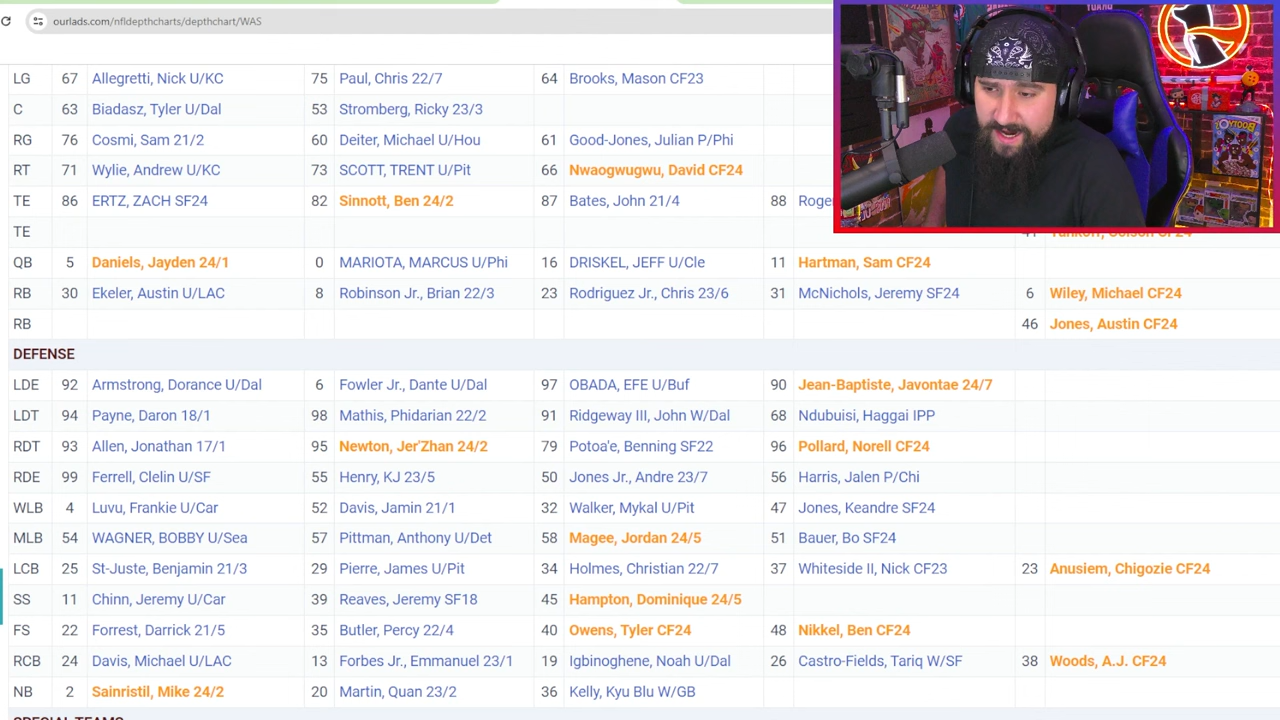 ourlads.com/nfldepthcharts/depthchart/WAS
LG 67 Allegretti, Nick U/KC 75 Paul, Chris 22/7 64 Brooks, Mason CF23
C 63 Biadasz, Tyler U/Dal 53 Stromberg, Ricky 23/3
RG 76 Cosmi, Sam 21/2 60 Deiter, Michael U/Hou 61 Good-Jones, Julian P/Phi
RT 71 Wylie, Andrew U/KC 73 SCOTT, TRENT U/Pit 66 Nwaogwugwu, David CF24
TE 86 ERTZ, ZACH SF24 82 Sinnott, Ben 24/2 87 Bates, John 21/4 88
TE
QB 5 Daniels, Jayden 24/1 0 MARIOTA, MARCUS U/Phi 16 DRISKEL, JEFF U/Cle 11 Hartman, Sam CF24
RB 30 Ekeler, Austin U/LAC 8 Robinson Jr., Brian 22/3 23 Rodriguez Jr., Chris 23/6 31 McNichols, Jeremy SF24 6 Wiley, Michael CF24
RB 46 Jones, Austin CF24
DEFENSE
LDE 92 Armstrong, Dorance U/Dal 6 Fowler Jr., Dante U/Dal 97 OBADA, EFE U/Buf 90 Jean-Baptiste, Javontae 24/7
LDT 94 Payne, Daron 18/1 98 Mathis, Phidarian 22/2 91 Ridgeway III, John W/Dal 68 Ndubuisi, Haggai IPP
RDT 93 Allen, Jonathan 17/1 95 Newton, Jer'Zhan 24/2 79 Potoa'e, Benning SF22 96 Pollard, Norell CF24
RDE 99 Ferrell, Clelin U/SF 55 Henry, KJ 23/5 50 Jones Jr., Andre 23/7 56 Harris, Jalen P/Chi
WLB 4 Luvu, Frankie U/Car 52 Davis, Jamin 21/1 32 Walker, Mykal U/Pit 47 Jones, Keandre SF24
MLB 54 WAGNER, BOBBY U/Sea 57 Pittman, Anthony U/Det 58 Magee, Jordan 24/5 51 Bauer, Bo SF24
LCB 25 St-Juste, Benjamin 21/3 29 Pierre, James U/Pit 34 Holmes, Christian 22/7 37 Whiteside II, Nick CF23 23 Anusiem, Chigozie CF24
SS 11 Chinn, Jeremy U/Car 39 Reaves, Jeremy SF18 45 Hampton, Dominique 24/5
FS 22 Forrest, Darrick 21/5 35 Butler, Percy 22/4 40 Owens, Tyler CF24 48 Nikkel, Ben CF24
RCB 24 Davis, Michael U/LAC 13 Forbes Jr., Emmanuel 23/1 19 Igbinoghene, Noah U/Dal 26 Castro-Fields, Tariq W/SF 38 Woods, A.J. CF24
NB 2 Sainristil, Mike 24/2 20 Martin, Quan 23/2 36 Kelly, Kyu Blu W/GB
SPECIAL TEAMS